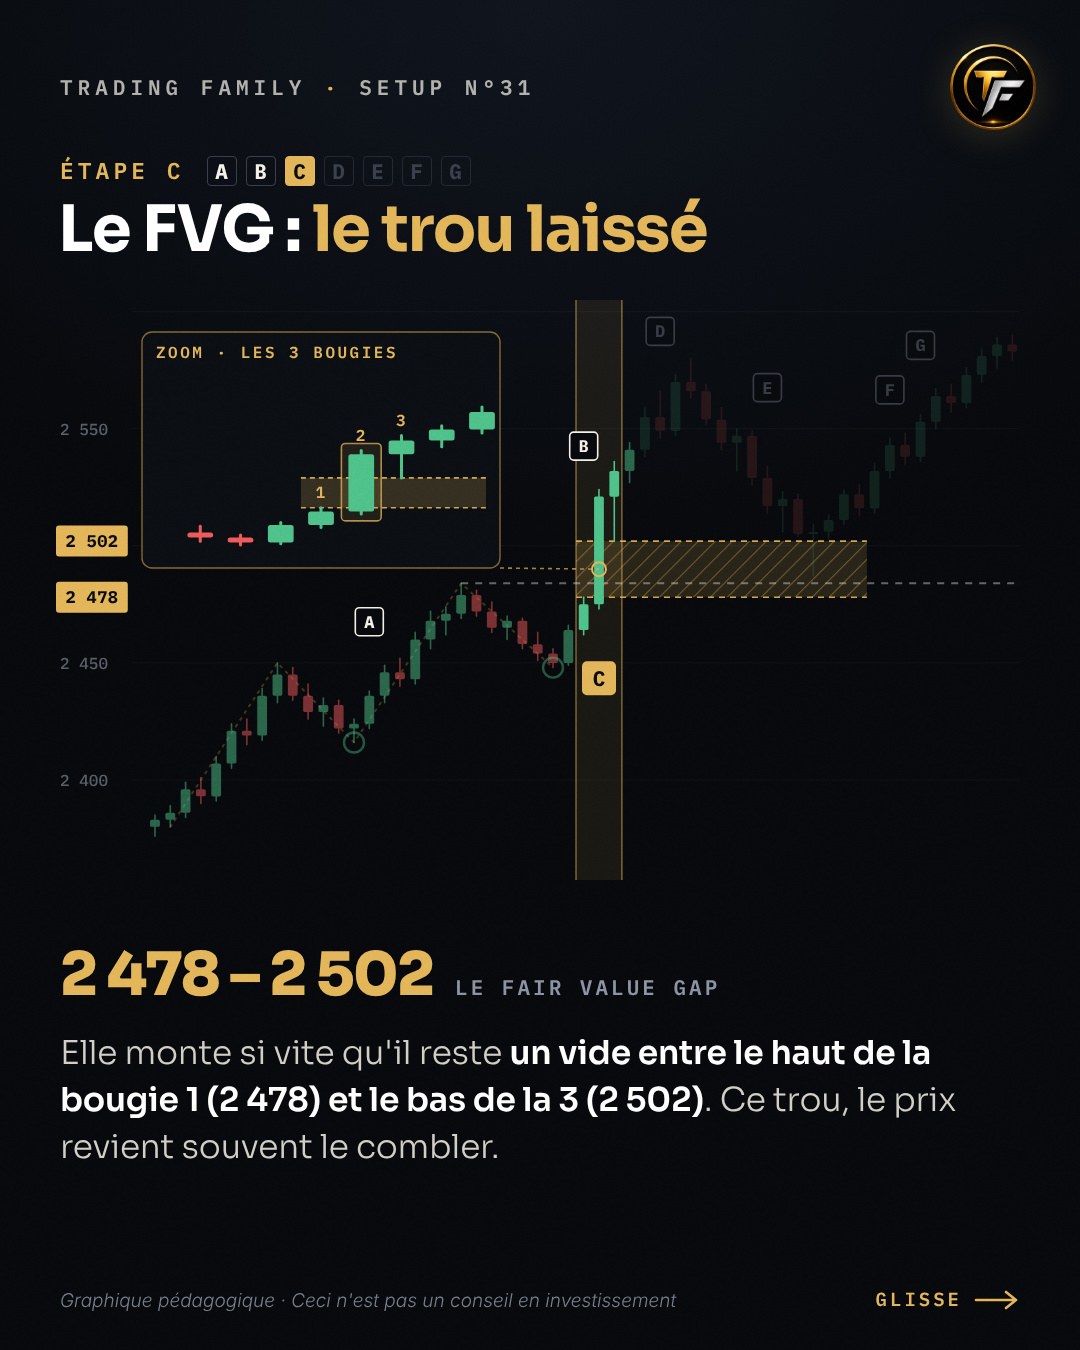 TRADING FAMILY · SETUP N°31
TF
ÉTAPE C A B C D E F G
Le FVG : le trou laissé
ZOOM · LES 3 BOUGIES
1
2
3
D
G
E
F
B
A
C
2 550
2 502
2 478
2 450
2 400
2 478 – 2 502 LE FAIR VALUE GAP
Elle monte si vite qu'il reste un vide entre le haut de la
bougie 1 (2 478) et le bas de la 3 (2 502). Ce trou, le prix
revient souvent le combler.
Graphique pédagogique · Ceci n'est pas un conseil en investissement
GLISSE →